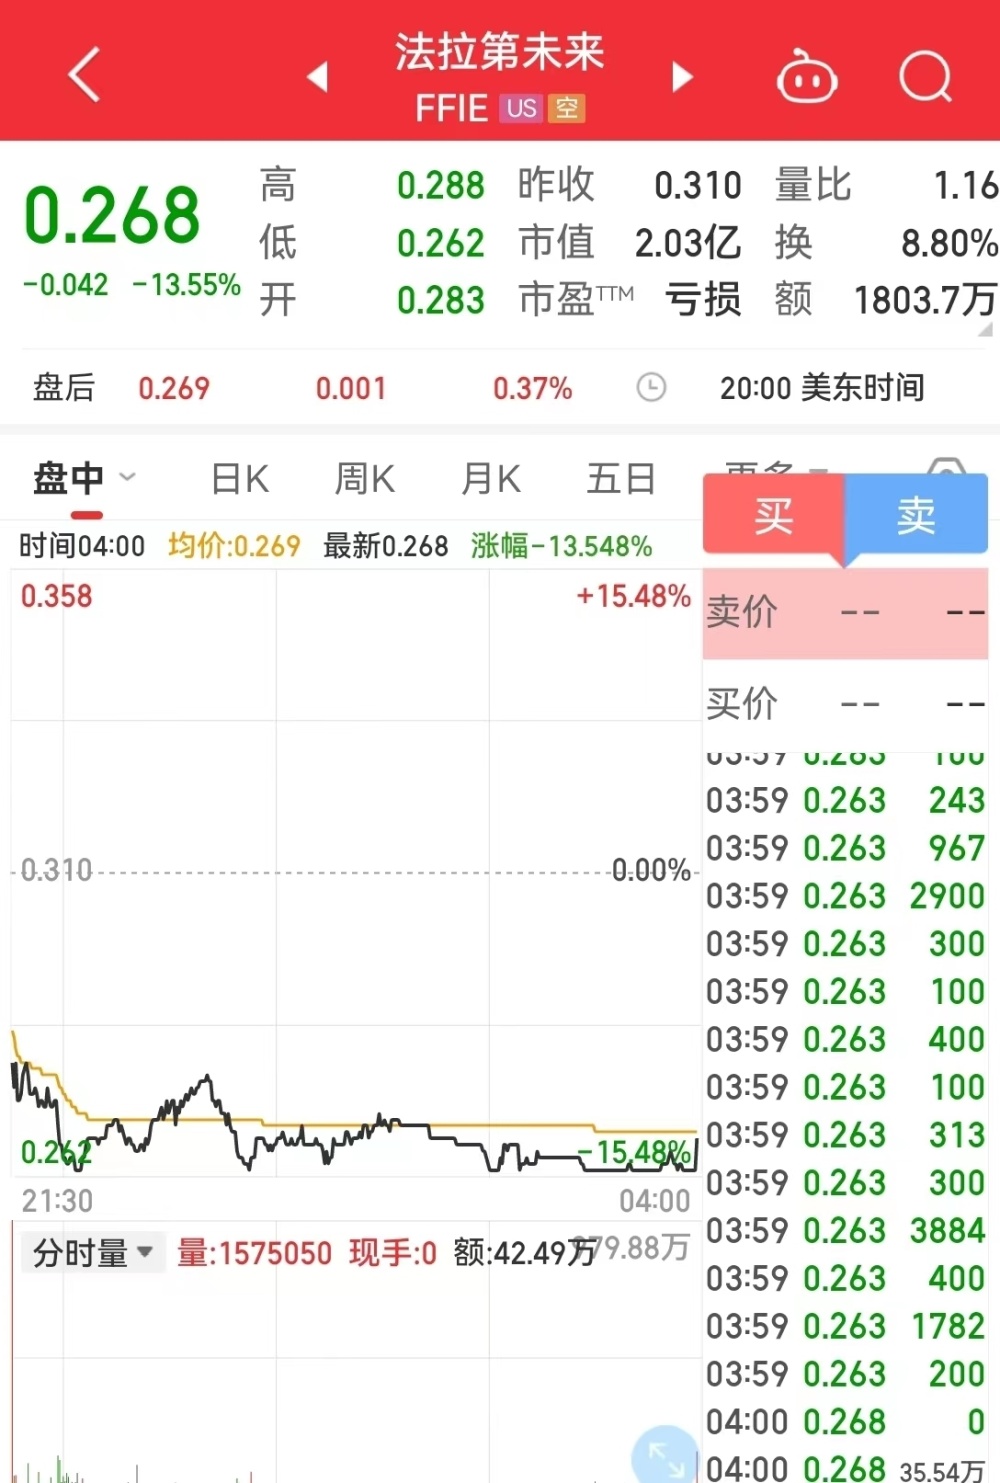 法拉第未来
FFIE US 空
0.268
-0.042 -13.55%
高 0.288 昨收 0.310 量比 1.16
低 0.262 市值 2.03亿 换 8.80%
开 0.283 市盈TTM 亏损 额 1803.7万
盘后 0.269 0.001 0.37% 20:00 美东时间
盘中 日K 周K 月K 五日 更多
买 卖
时间04:00 均价:0.269 最新0.268 涨幅-13.548%
0.358 +15.48%
0.310 0.00%
0.262 -15.48%
21:30 04:00
分时量 量:1575050 现手:0 额:42.49万 79.88万
卖价 -- --
买价 -- --
03:59 0.263 100
03:59 0.263 243
03:59 0.263 967
03:59 0.263 2900
03:59 0.263 300
03:59 0.263 100
03:59 0.263 400
03:59 0.263 100
03:59 0.263 313
03:59 0.263 300
03:59 0.263 3884
03:59 0.263 400
03:59 0.263 1782
03:59 0.263 200
04:00 0.268 0
04:00 0.268 35.54万